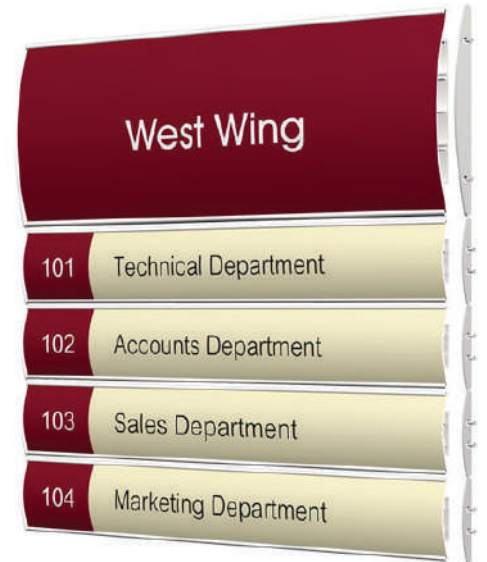 West Wing
101 Technical Department
102 Accounts Department
103 Sales Department
104 Marketing Department